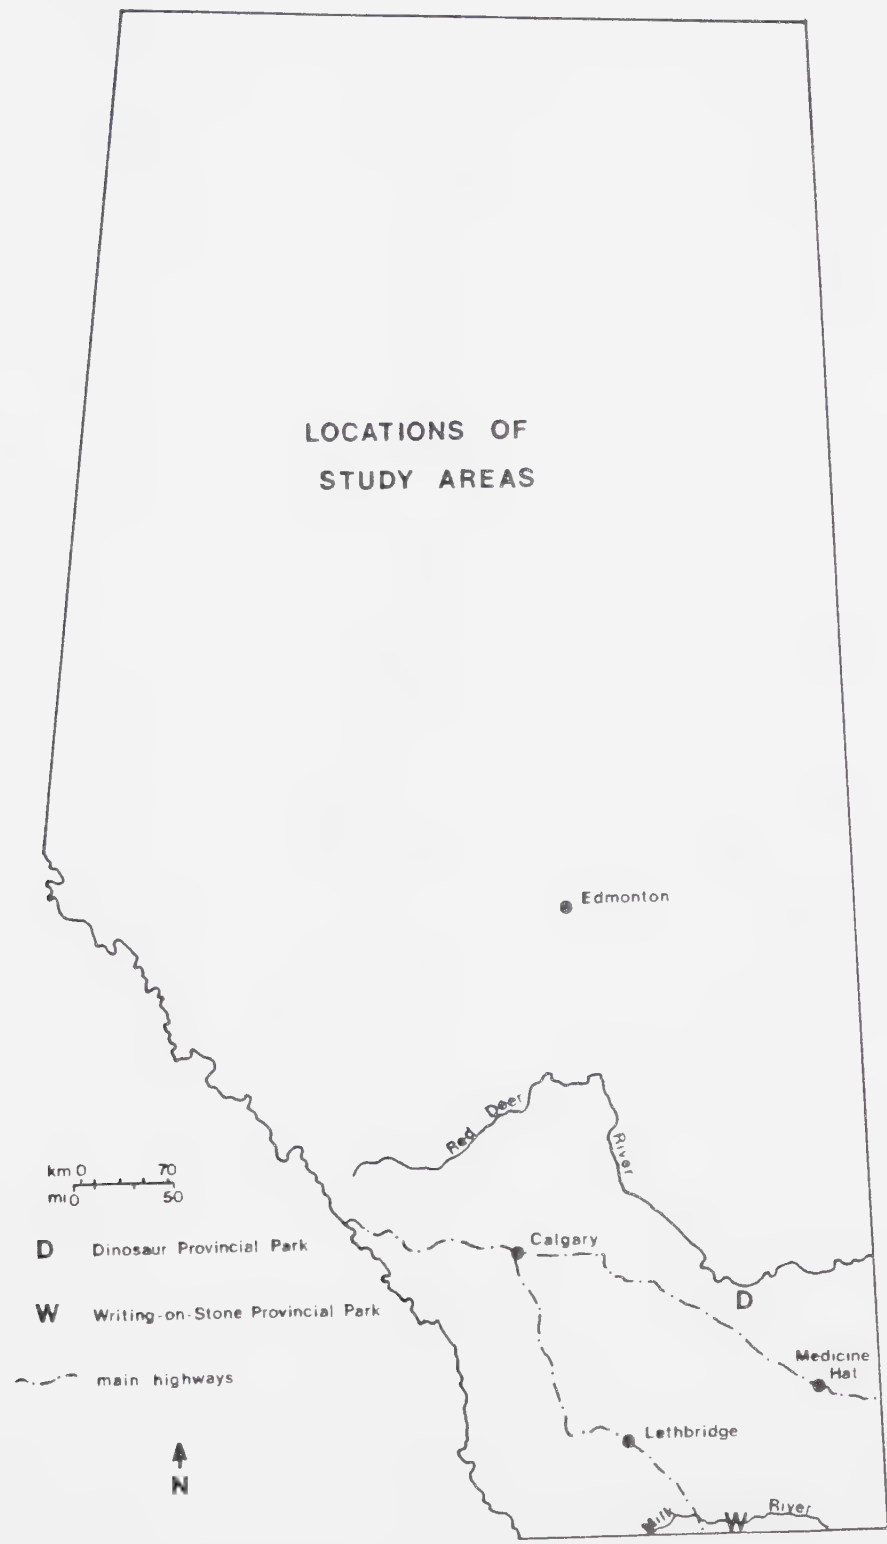 LOCATIONS OF
STUDY AREAS
Edmonton
Red Deer
River
km 0 70
mi 0 50
Calgary
D Dinosaur Provincial Park
D
W Writing-on-Stone Provincial Park
Medicine
Hat
main highways
Lethbridge
N
Milk River
W